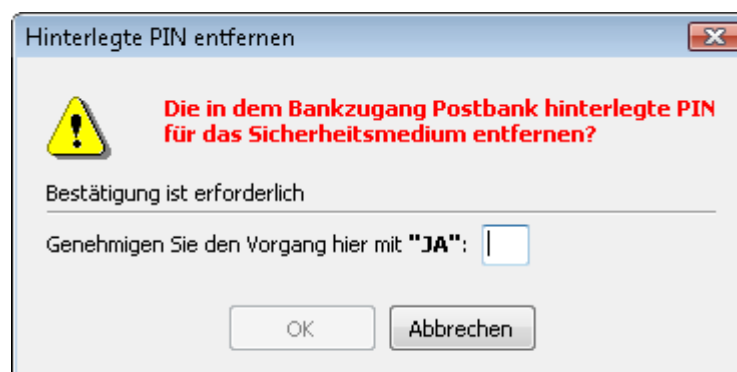 Hinterlegte PIN entfernen
Die in dem Bankzugang Postbank hinterlegte PIN
für das Sicherheitsmedium entfernen?
Bestätigung ist erforderlich
Genehmigen Sie den Vorgang hier mit "JA":
OK
Abbrechen